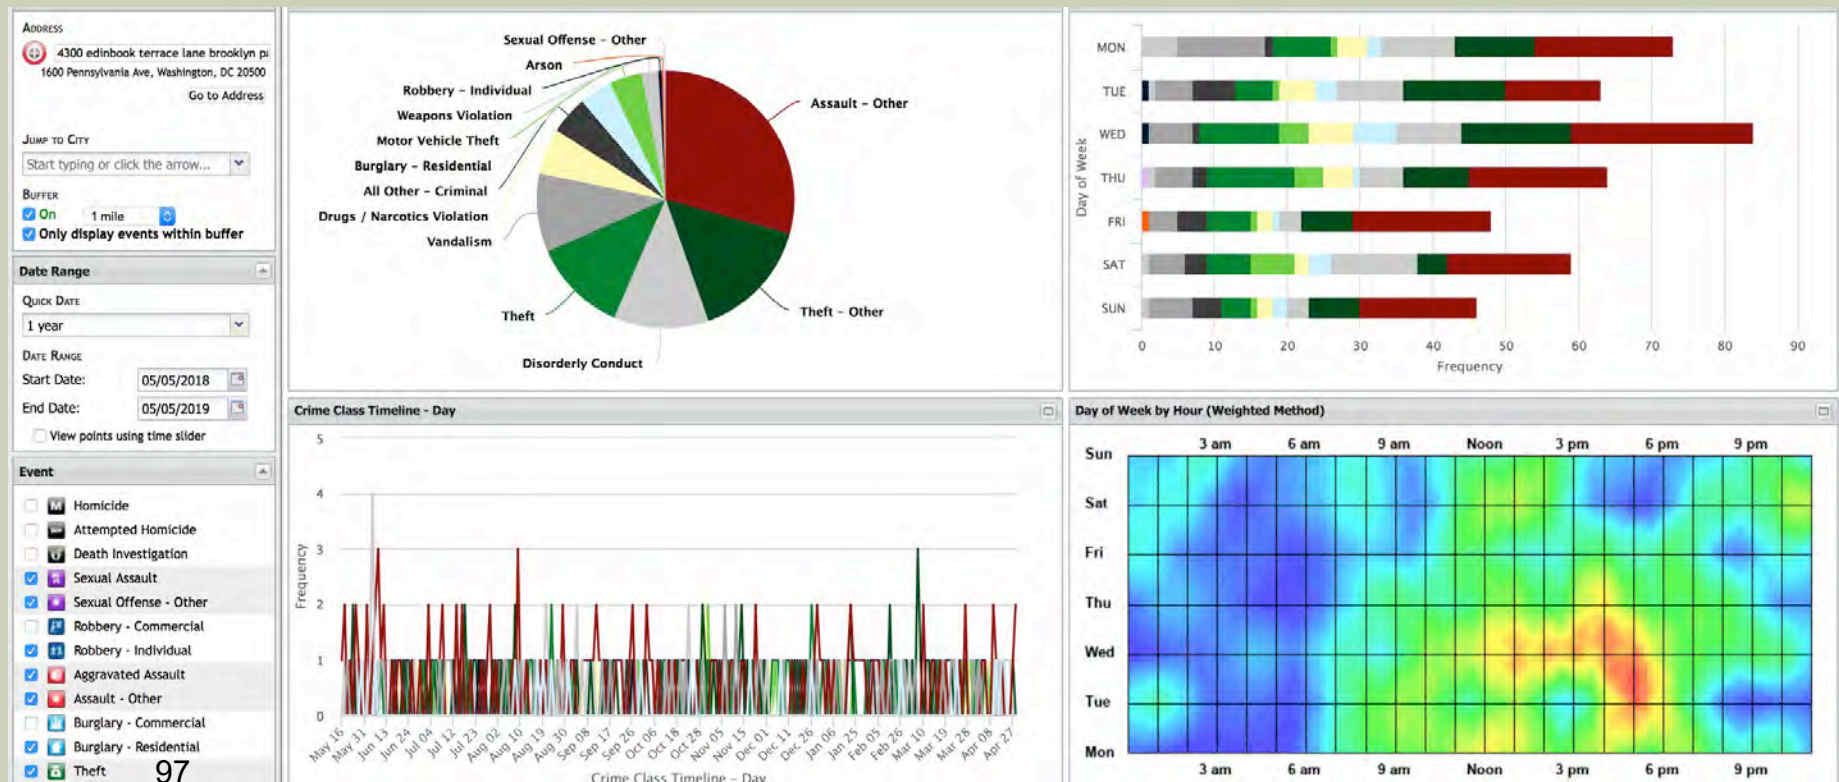 ADDRESS
4300 edinbook terrace lane brooklyn pa
1600 Pennsylvania Ave, Washington, DC 20500
Go to Address
JUMP TO CITY
Start typing or click the arrow...
BUFFER
On 1 mile
Only display events within buffer
Date Range
QUICK DATE
1 year
DATE RANGE
Start Date: 05/05/2018
End Date: 05/05/2019
View points using time slider
Event
Homicide
Attempted Homicide
Death Investigation
Sexual Assault
Sexual Offense - Other
Robbery - Commercial
Robbery - Individual
Aggravated Assault
Assault - Other
Burglary - Commercial
Burglary - Residential
Theft
97
Sexual Offense - Other
Arson
Robbery - Individual
Weapons Violation
Motor Vehicle Theft
Burglary - Residential
All Other - Criminal
Drugs / Narcotics Violation
Vandalism
Theft
Disorderly Conduct
Theft - Other
Assault - Other
Day of Week
MON
TUE
WED
THU
FRI
SAT
SUN
0 10 20 30 40 50 60 70 80 90
Frequency
Crime Class Timeline - Day
Frequency
5
4
3
2
1
0
May 16 May 31 Jun 13 Jun 24 Jul 04 Jul 12 Jul 23 Aug 02 Aug 10 Aug 19 Aug 30 Sep 08 Sep 17 Sep 26 Oct 06 Oct 18 Oct 28 Nov 05 Nov 15 Dec 01 Dec 11 Dec 26 Jan 06 Jan 25 Feb 05 Feb 26 Mar 10 Mar 19 Mar 28 Apr 08 Apr 27
Crime Class Timeline - Day
Day of Week by Hour (Weighted Method)
3 am 6 am 9 am Noon 3 pm 6 pm 9 pm
Sun
Sat
Fri
Thu
Wed
Tue
Mon
3 am 6 am 9 am Noon 3 pm 6 pm 9 pm